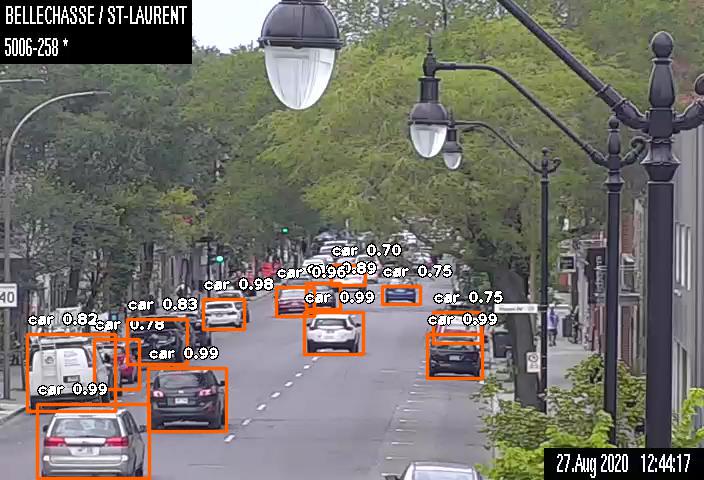 BELLECHASSE / ST-LAURENT
5006-258 *
car 0.70
car 0.96
0.89
car 0.75
car 0.98
car 0.99
car 0.75
car 0.83
car 0.99
car 0.82
car 0.78
car 0.99
car 0.99
40
27.Aug 2020 12:44:17